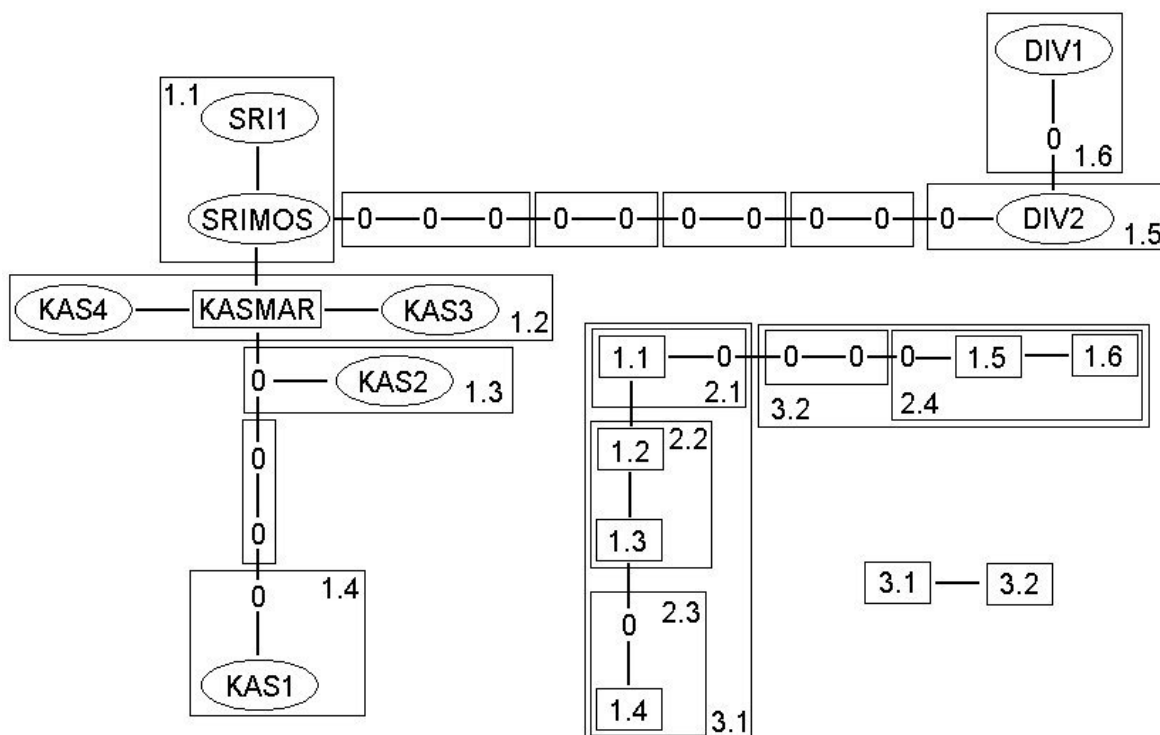 DIV1
1.1
SRI1
0
1.6
SRIMOS 0 0 0 0 0 0 0 0 0 0 DIV2
1.5
KAS4 KASMAR KAS3
1.2
0 KAS2
1.3
0
0
1.4
0
KAS1
1.1 0 0 0 0 1.5 1.6
2.1
3.2 2.4
2.2
1.2
1.3
2.3
0
1.4
3.1
3.1 3.2